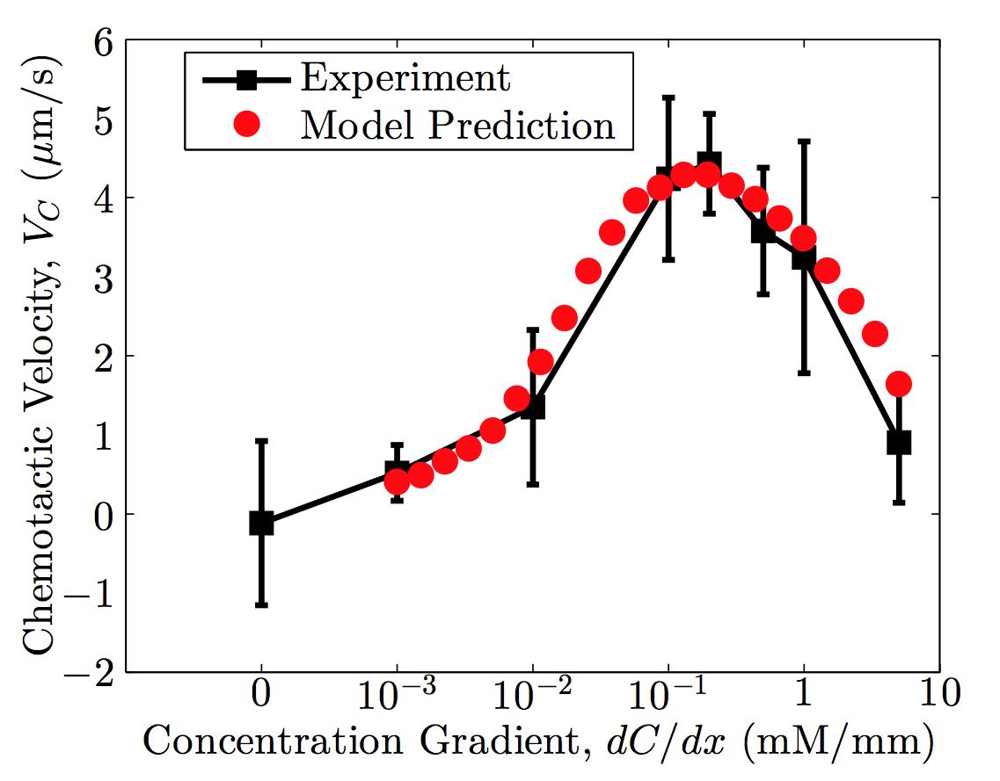 6
5
4
3
2
1
0
−1
−2
Chemotactic Velocity, V_C (μm/s)
Experiment
Model Prediction
0 10⁻³ 10⁻² 10⁻¹ 1 10
Concentration Gradient, dC/dx (mM/mm)